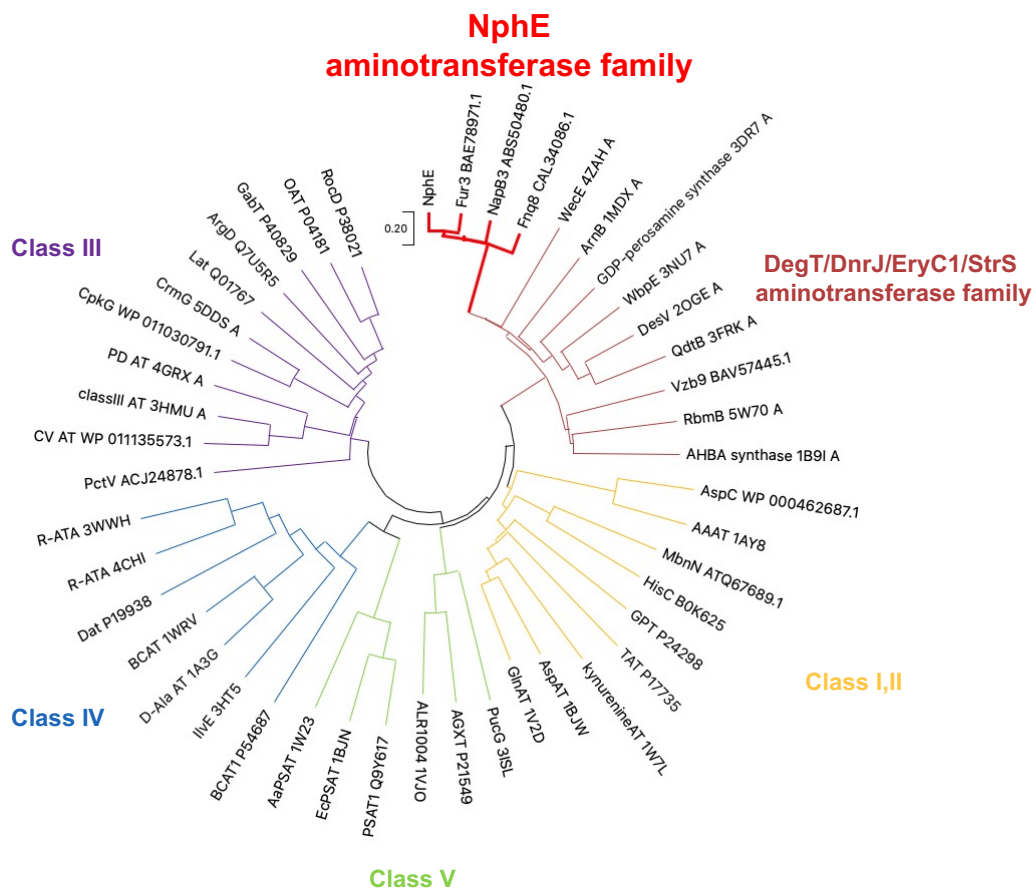 NphE
aminotransferase family
NphE
Fur3 BAE78971.1
NapB3 ABS50480.1
Fnq8 CAL34086.1
WecE 4ZAH A
ArnB 1MDX A
GDP-perosamine synthase 3DR7 A
WbpE 3NU7 A
DesV 2OGE A
QdtB 3FRK A
Vzb9 BAV57445.1
RbmB 5W70 A
AHBA synthase 1B9I A
DegT/DnrJ/EryC1/StrS
aminotransferase family
AspC WP 000462687.1
AAAT 1AY8
MbnN ATQ67689.1
HisC B0K625
GPT P24298
TAT P17735
kynurenineAT 1W7L
AspAT 1BJW
GlnAT 1V2D
Class I,II
PucG 3ISL
AGXT P21549
ALR1004 1VJO
PSAT1 Q9Y617
EcPSAT 1BJN
AaPSAT 1W23
Class V
BCAT1 P54687
IlvE 3HT5
D-Ala AT 1A3G
BCAT 1WRV
Dat P19938
R-ATA 4CHI
R-ATA 3WWH
Class IV
PctV ACJ24878.1
CV AT WP 011135573.1
classIII AT 3HMU A
PD AT 4GRX A
CpkG WP 011030791.1
CrmG 5DDS A
Lat Q01767
ArgD Q7U5R5
GabT P40829
OAT P04181
RocD P38021
Class III
0.20